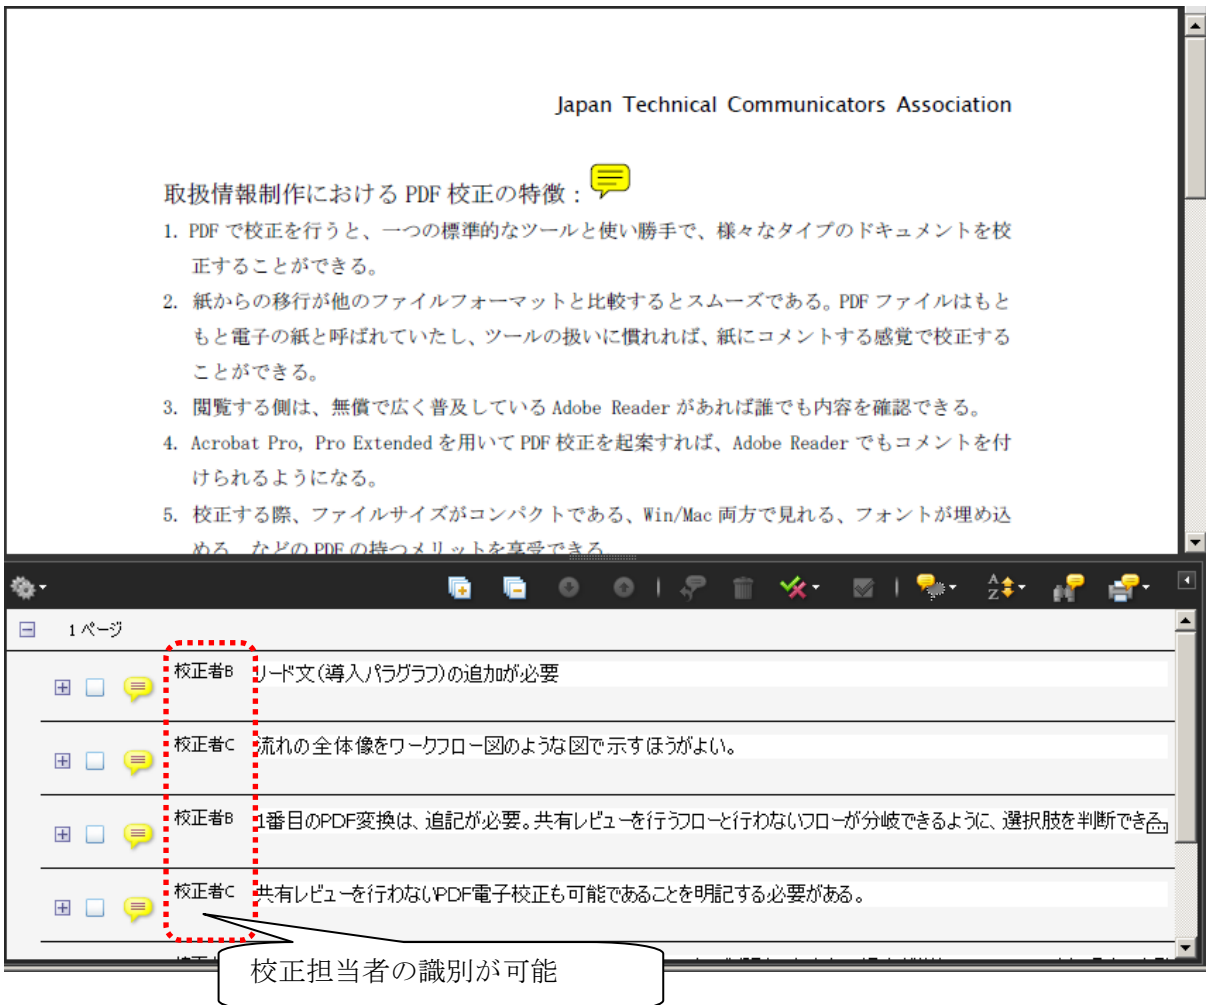 Japan Technical Communicators Association
取扱情報制作における PDF 校正の特徴：
1. PDF で校正を行うと、一つの標準的なツールと使い勝手で、様々なタイプのドキュメントを校
正することができる。
2. 紙からの移行が他のファイルフォーマットと比較するとスムーズである。PDF ファイルはもと
もと電子の紙と呼ばれていたし、ツールの扱いに慣れれば、紙にコメントする感覚で校正する
ことができる。
3. 閲覧する側は、無償で広く普及している Adobe Reader があれば誰でも内容を確認できる。
4. Acrobat Pro, Pro Extended を用いて PDF 校正を起案すれば、Adobe Reader でもコメントを付
けられるようになる。
5. 校正する際、ファイルサイズがコンパクトである、Win/Mac 両方で見れる、フォントが埋め込
める、などの PDF の持つメリットを享受できる
A
Z
1 ページ
校正者B リード文(導入パラグラフ)の追加が必要
校正者C 流れの全体像をワークフロー図のような図で示すほうがよい。
校正者B 1番目のPDF変換は、追記が必要。共有レビューを行うフローと行わないフローが分岐できるように、選択肢を判断できる
校正者C 共有レビューを行わないPDF電子校正も可能であることを明記する必要がある。
校正担当者の識別が可能